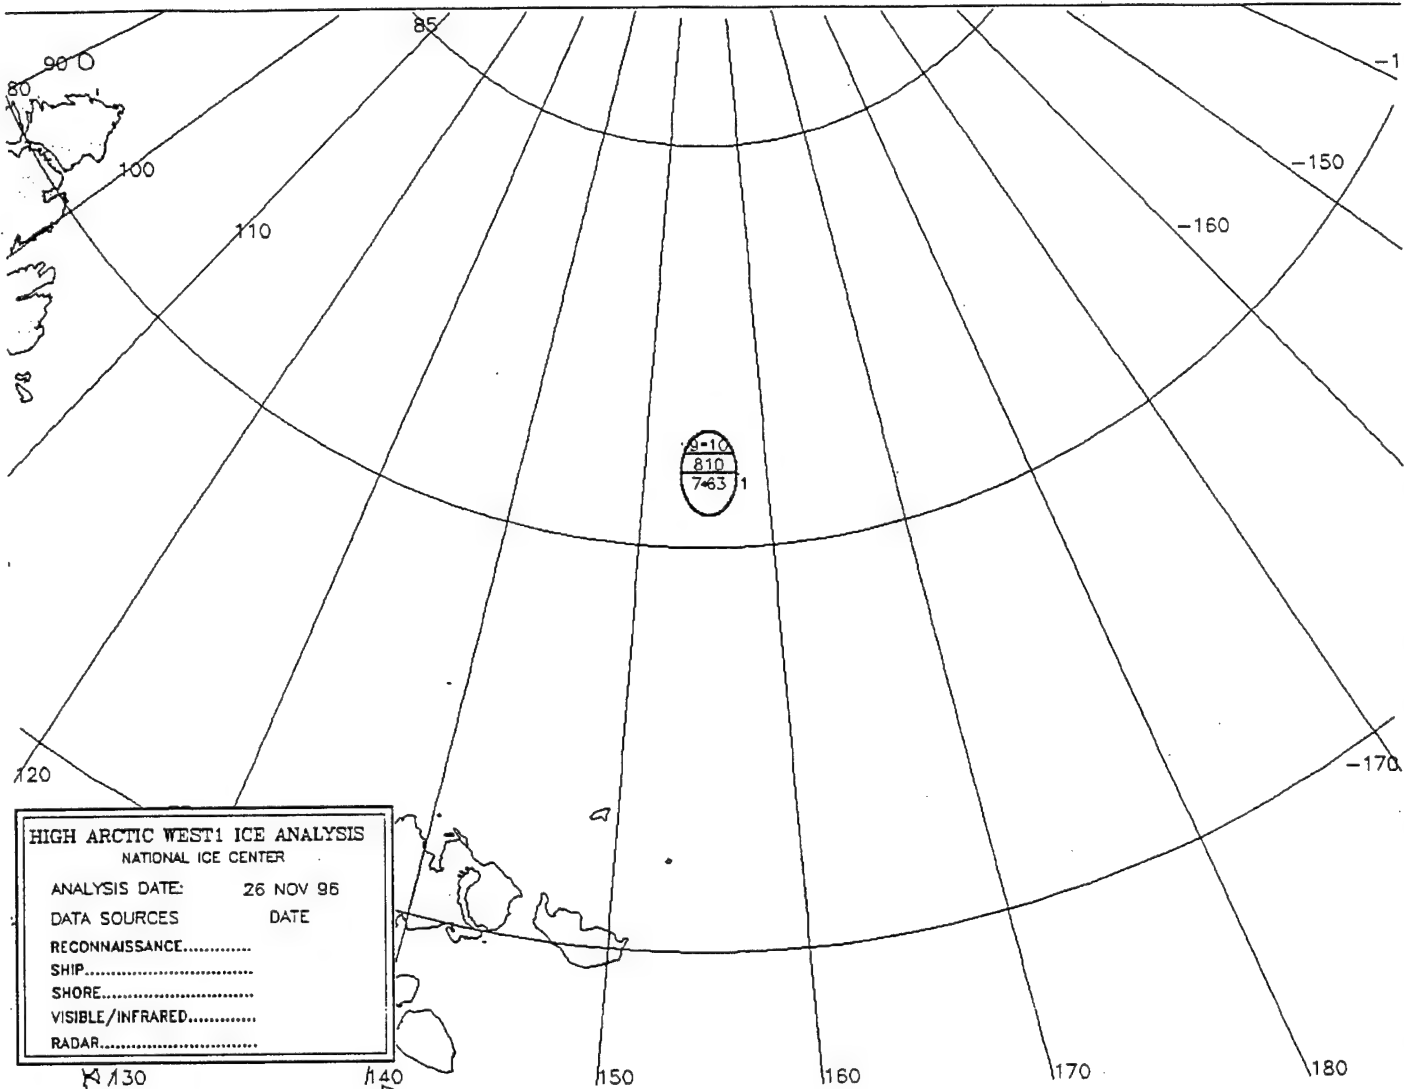 85
90
80
-1
100
-150
110
-160
9-10
810
7•63 1
120
-170
HIGH ARCTIC WEST1 ICE ANALYSIS
NATIONAL ICE CENTER
ANALYSIS DATE: 26 NOV 96
DATA SOURCES DATE
RECONNAISSANCE.............
SHIP................................
SHORE.............................
VISIBLE/INFRARED.............
RADAR..............................
130
140
150
160
170
180